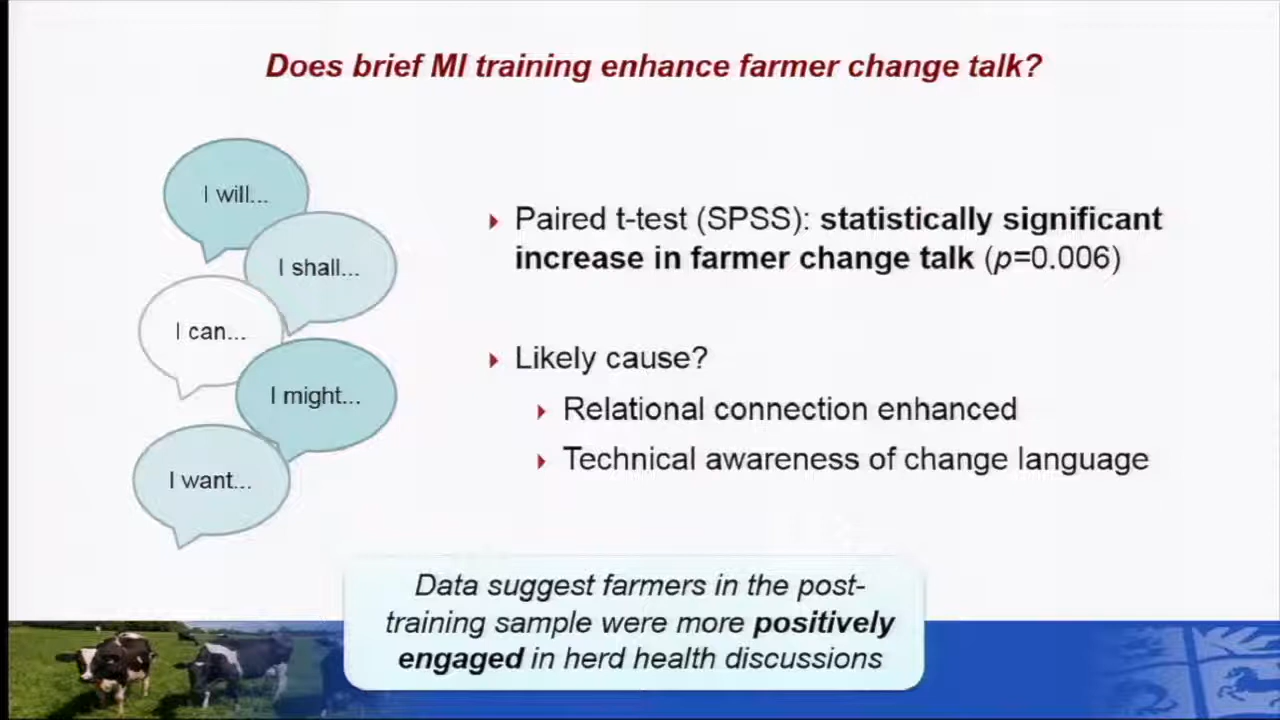 Does brief MI training enhance farmer change talk?
I will...
I shall...
I can...
I might...
I want...
Paired t-test (SPSS): statistically significant
increase in farmer change talk (p=0.006)
Likely cause?
Relational connection enhanced
Technical awareness of change language
Data suggest farmers in the post-
training sample were more positively
engaged in herd health discussions